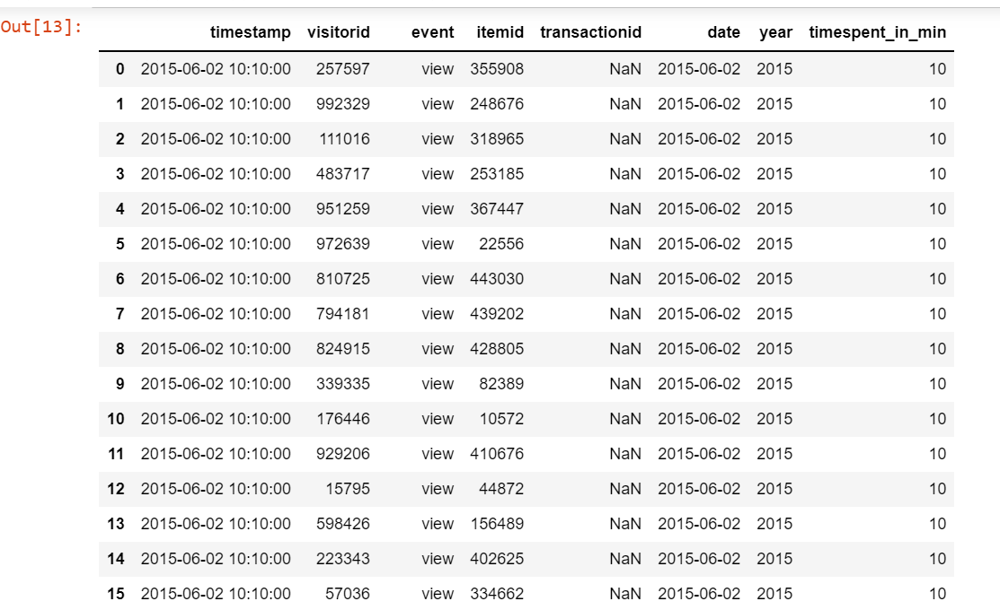 Out[13]:
timestamp visitorid event itemid transactionid date year timespent_in_min
0 2015-06-02 10:10:00 257597 view 355908 NaN 2015-06-02 2015 10
1 2015-06-02 10:10:00 992329 view 248676 NaN 2015-06-02 2015 10
2 2015-06-02 10:10:00 111016 view 318965 NaN 2015-06-02 2015 10
3 2015-06-02 10:10:00 483717 view 253185 NaN 2015-06-02 2015 10
4 2015-06-02 10:10:00 951259 view 367447 NaN 2015-06-02 2015 10
5 2015-06-02 10:10:00 972639 view 22556 NaN 2015-06-02 2015 10
6 2015-06-02 10:10:00 810725 view 443030 NaN 2015-06-02 2015 10
7 2015-06-02 10:10:00 794181 view 439202 NaN 2015-06-02 2015 10
8 2015-06-02 10:10:00 824915 view 428805 NaN 2015-06-02 2015 10
9 2015-06-02 10:10:00 339335 view 82389 NaN 2015-06-02 2015 10
10 2015-06-02 10:10:00 176446 view 10572 NaN 2015-06-02 2015 10
11 2015-06-02 10:10:00 929206 view 410676 NaN 2015-06-02 2015 10
12 2015-06-02 10:10:00 15795 view 44872 NaN 2015-06-02 2015 10
13 2015-06-02 10:10:00 598426 view 156489 NaN 2015-06-02 2015 10
14 2015-06-02 10:10:00 223343 view 402625 NaN 2015-06-02 2015 10
15 2015-06-02 10:10:00 57036 view 334662 NaN 2015-06-02 2015 10